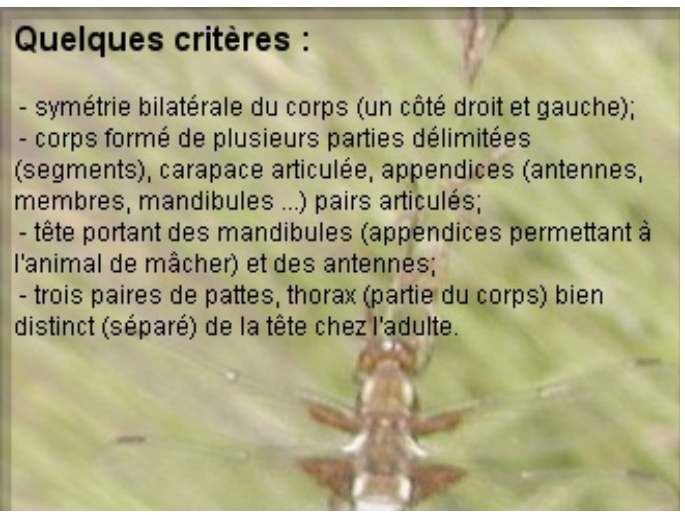 Quelques critères :
- symétrie bilatérale du corps (un côté droit et gauche);
- corps formé de plusieurs parties délimitées
(segments), carapace articulée, appendices (antennes,
membres, mandibules ...) pairs articulés;
- tête portant des mandibules (appendices permettant à
l'animal de mâcher) et des antennes;
- trois paires de pattes, thorax (partie du corps) bien
distinct (séparé) de la tête chez l'adulte.